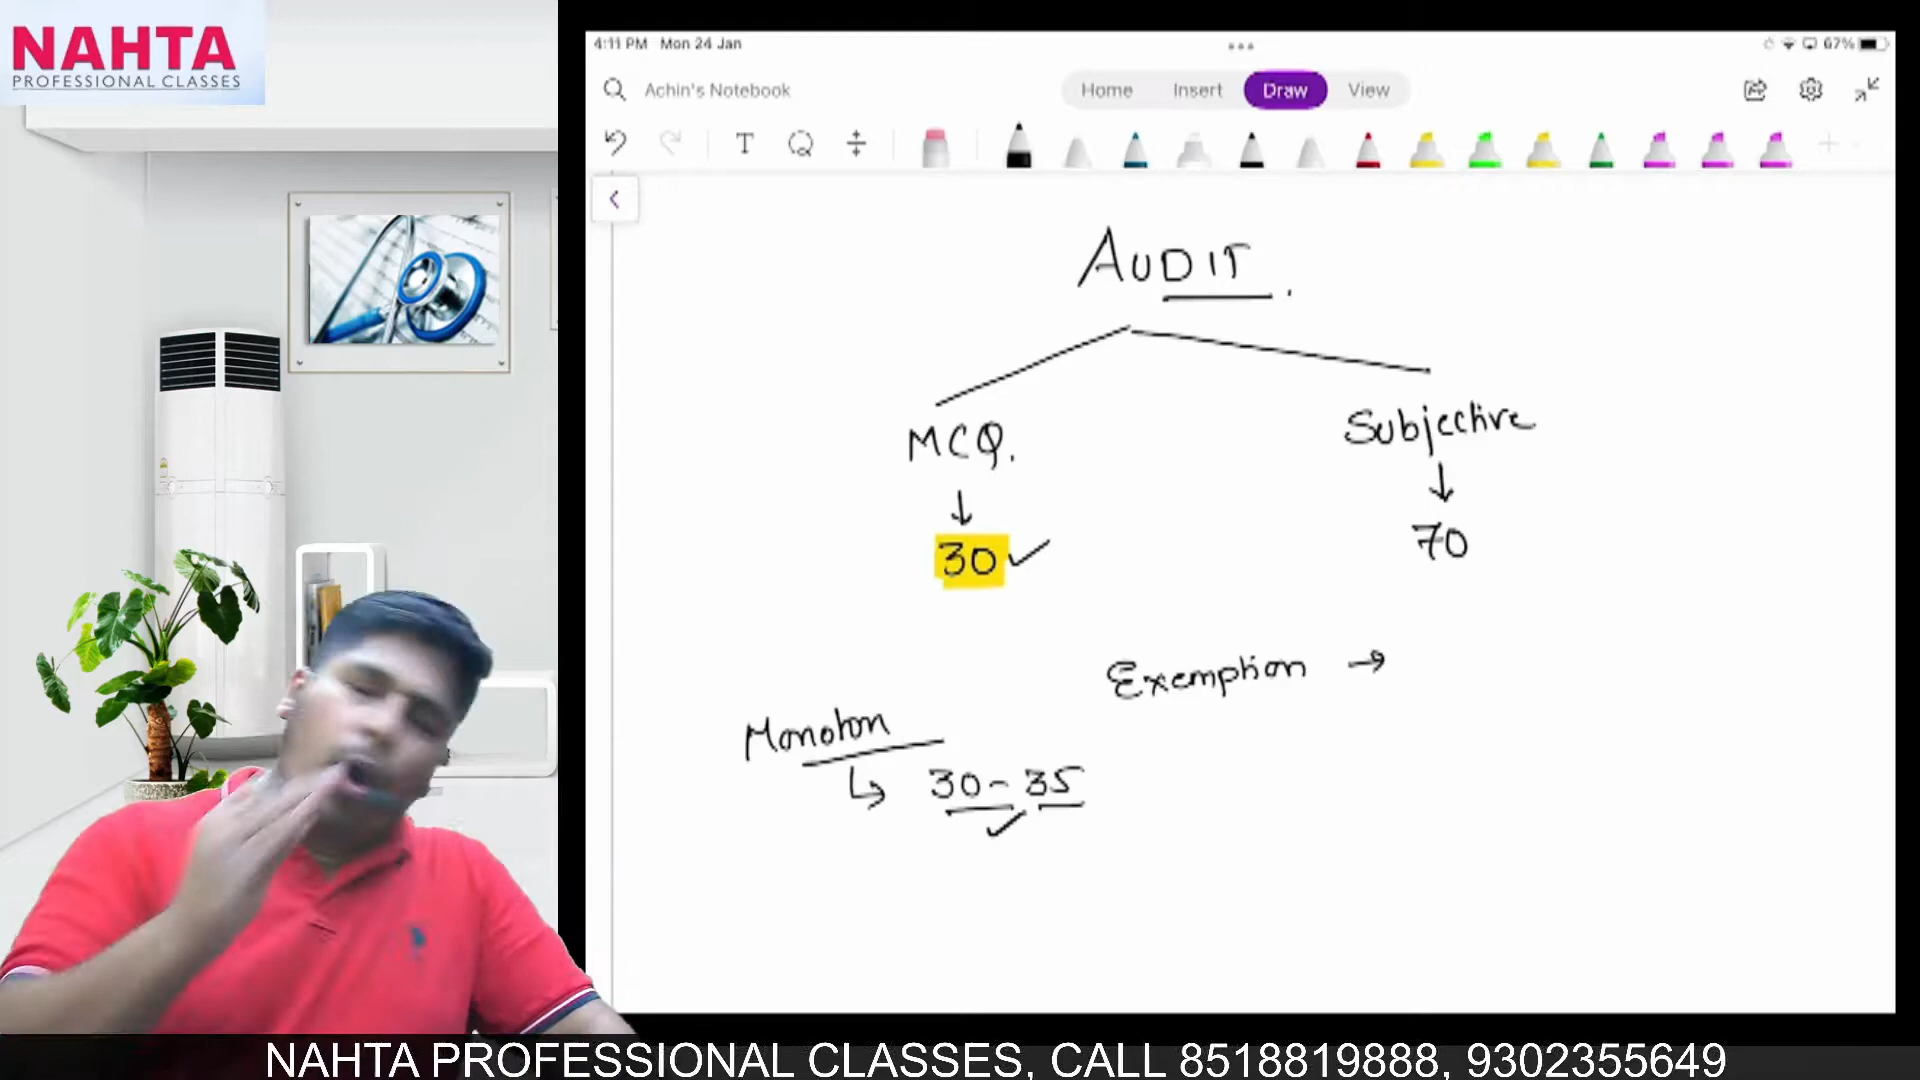 NAHTA
PROFESSIONAL CLASSES
4:11 PM Mon 24 Jan
67%
Achin's Notebook
Home Insert Draw View
T
AUDIT.
MCQ. Subjective
30 70
Exemption →
Monoton
30 - 35
NAHTA PROFESSIONAL CLASSES, CALL 8518819888, 9302355649